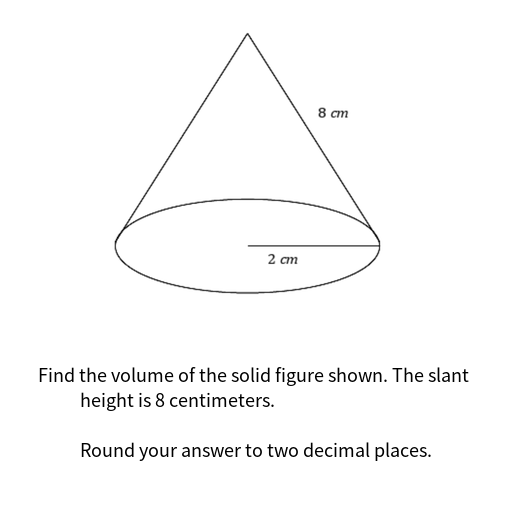 8 cm
2 cm
Find the volume of the solid figure shown. The slant
height is 8 centimeters.
Round your answer to two decimal places.